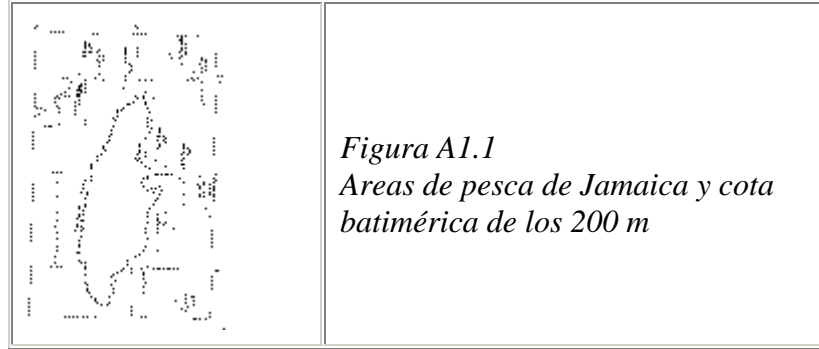 Figura A1.1
Areas de pesca de Jamaica y cota
batimérica de los 200 m